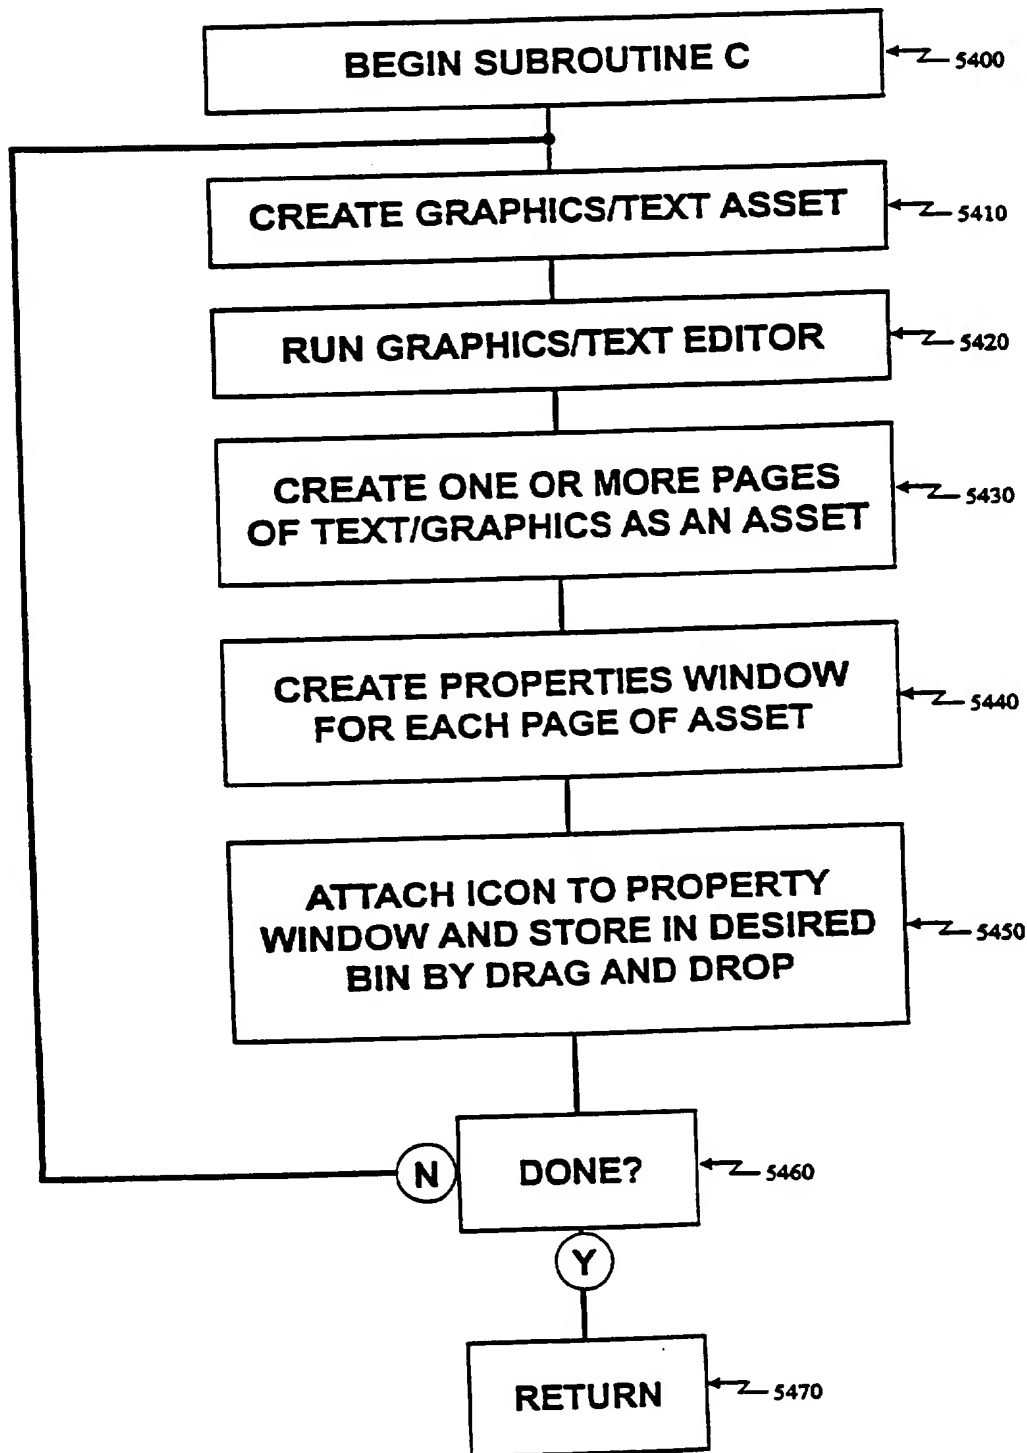 BEGIN SUBROUTINE C
5400
CREATE GRAPHICS/TEXT ASSET
5410
RUN GRAPHICS/TEXT EDITOR
5420
CREATE ONE OR MORE PAGES
OF TEXT/GRAPHICS AS AN ASSET
5430
CREATE PROPERTIES WINDOW
FOR EACH PAGE OF ASSET
5440
ATTACH ICON TO PROPERTY
WINDOW AND STORE IN DESIRED
BIN BY DRAG AND DROP
5450
N
DONE?
5460
Y
RETURN
5470